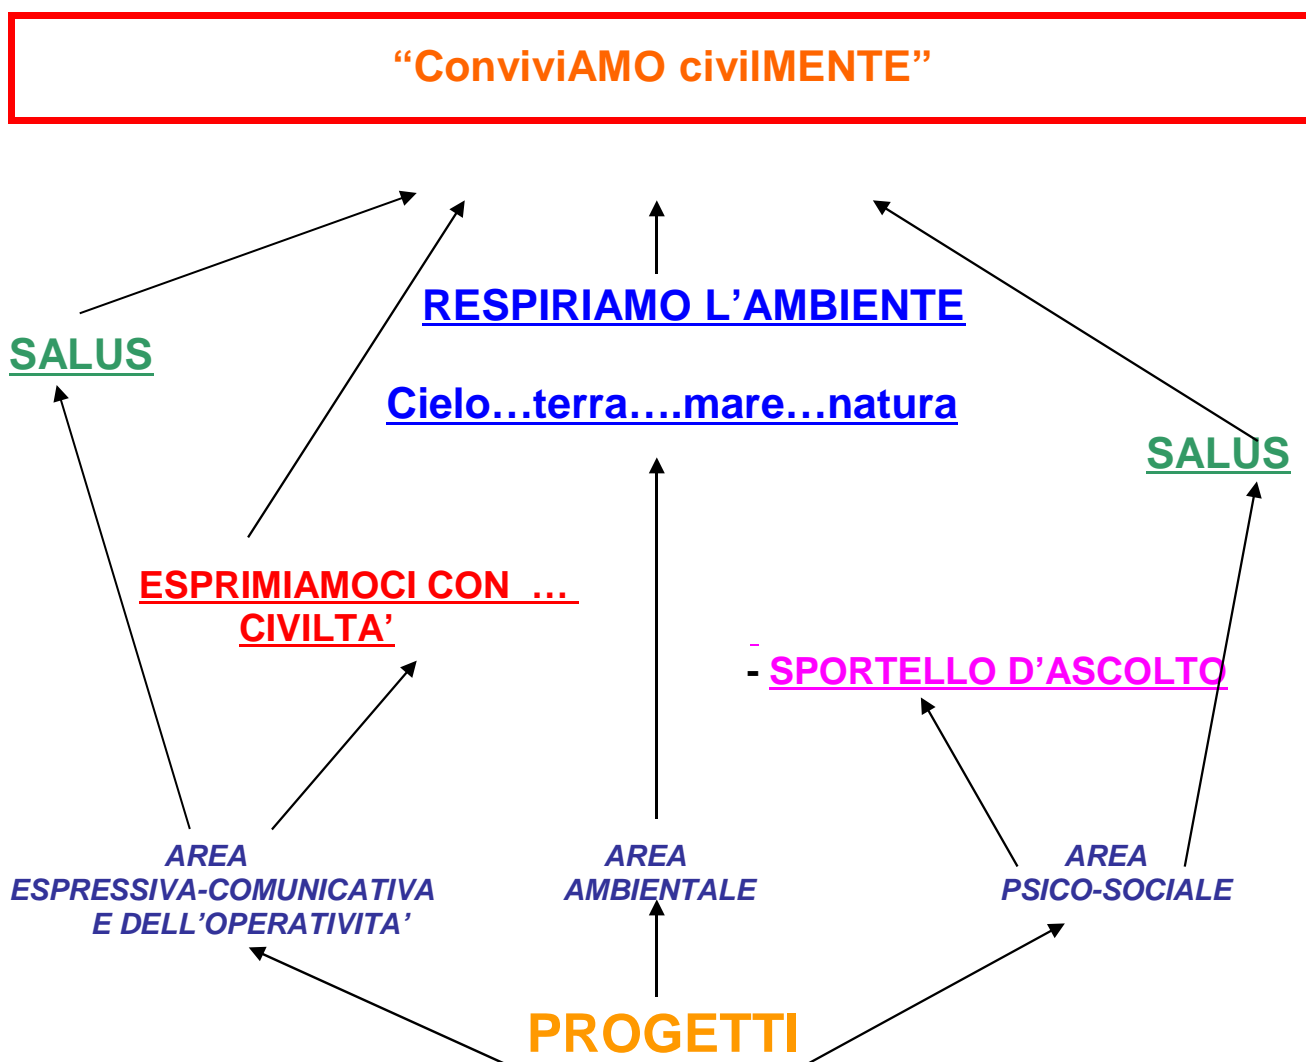 “ConviviAMO civilMENTE”
RESPIRIAMO L’AMBIENTE
SALUS
Cielo…terra….mare…natura
SALUS
ESPRIMIAMOCI CON …
CIVILTA’
- SPORTELLO D’ASCOLTO
AREA
ESPRESSIVA-COMUNICATIVA
E DELL’OPERATIVITA’
AREA
AMBIENTALE
AREA
PSICO-SOCIALE
PROGETTI